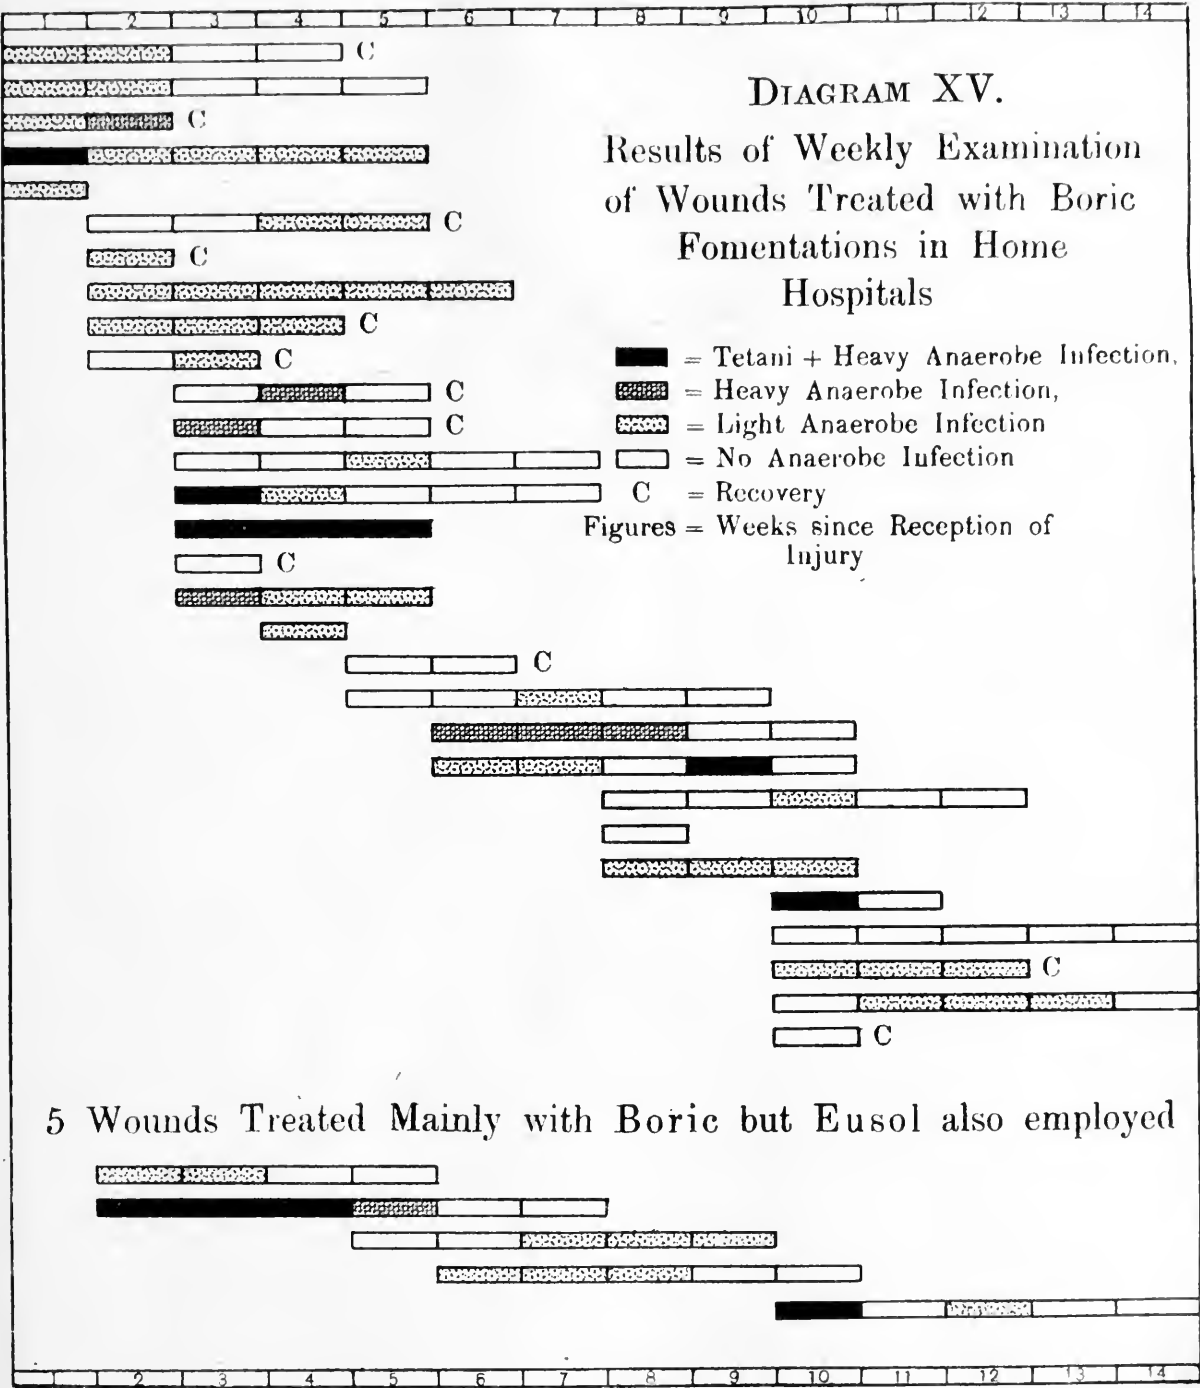 2 3 4 5 6 7 8 9 10 11 12 13 14
C
C
DIAGRAM XV.
Results of Weekly Examination
of Wounds Treated with Boric
Fomentations in Home
Hospitals
C
C
C
C
= Tetani + Heavy Anaerobe Infection,
C
= Heavy Anaerobe Infection,
C
= Light Anaerobe Infection
= No Anaerobe Infection
C = Recovery
Figures = Weeks since Reception of
Injury
C
C
C
C
5 Wounds Treated Mainly with Boric but Eusol also employed
2 3 4 5 6 7 8 9 10 11 12 13 14